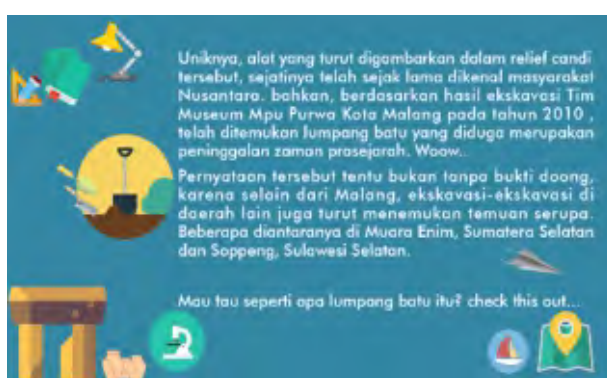 Uniknya, alat yang turut digambarkan dalam relief candi
tersebut, sejatinya telah sejak lama dikenal masyarakat
Nusantara. bahkan, berdasarkan hasil ekskavasi Tim
Museum Mpu Purwa Kota Malang pada tahun 2010 ,
telah ditemukan lumpang batu yang diduga merupakan
peninggalan zaman prasejarah. Woow..
Pernyataan tersebut tentu bukan tanpa bukti doong,
karena selain dari Malang, ekskavasi-ekskavasi di
daerah lain juga turut menemukan temuan serupa.
Beberapa diantaranya di Muara Enim, Sumatera Selatan
dan Soppeng, Sulawesi Selatan.
Mau tau seperti apa lumpang batu itu? check this out...